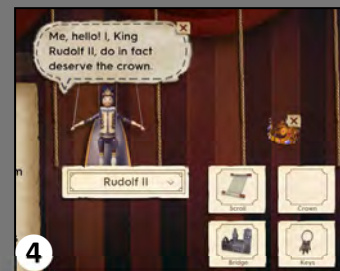 Me, hello! I, King
Rudolf II, do in fact
deserve the crown.
Rudolf II
Scroll
Crown
Bridge
Keys
4